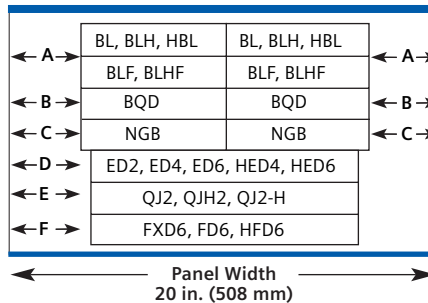 BL, BLH, HBL BL, BLH, HBL
A A
BLF, BLHF BLF, BLHF
B BQD BQD B
C NGB NGB C
D ED2, ED4, ED6, HED4, HED6
E QJ2, QJH2, QJ2-H
F FXD6, FD6, HFD6
Panel Width
20 in. (508 mm)